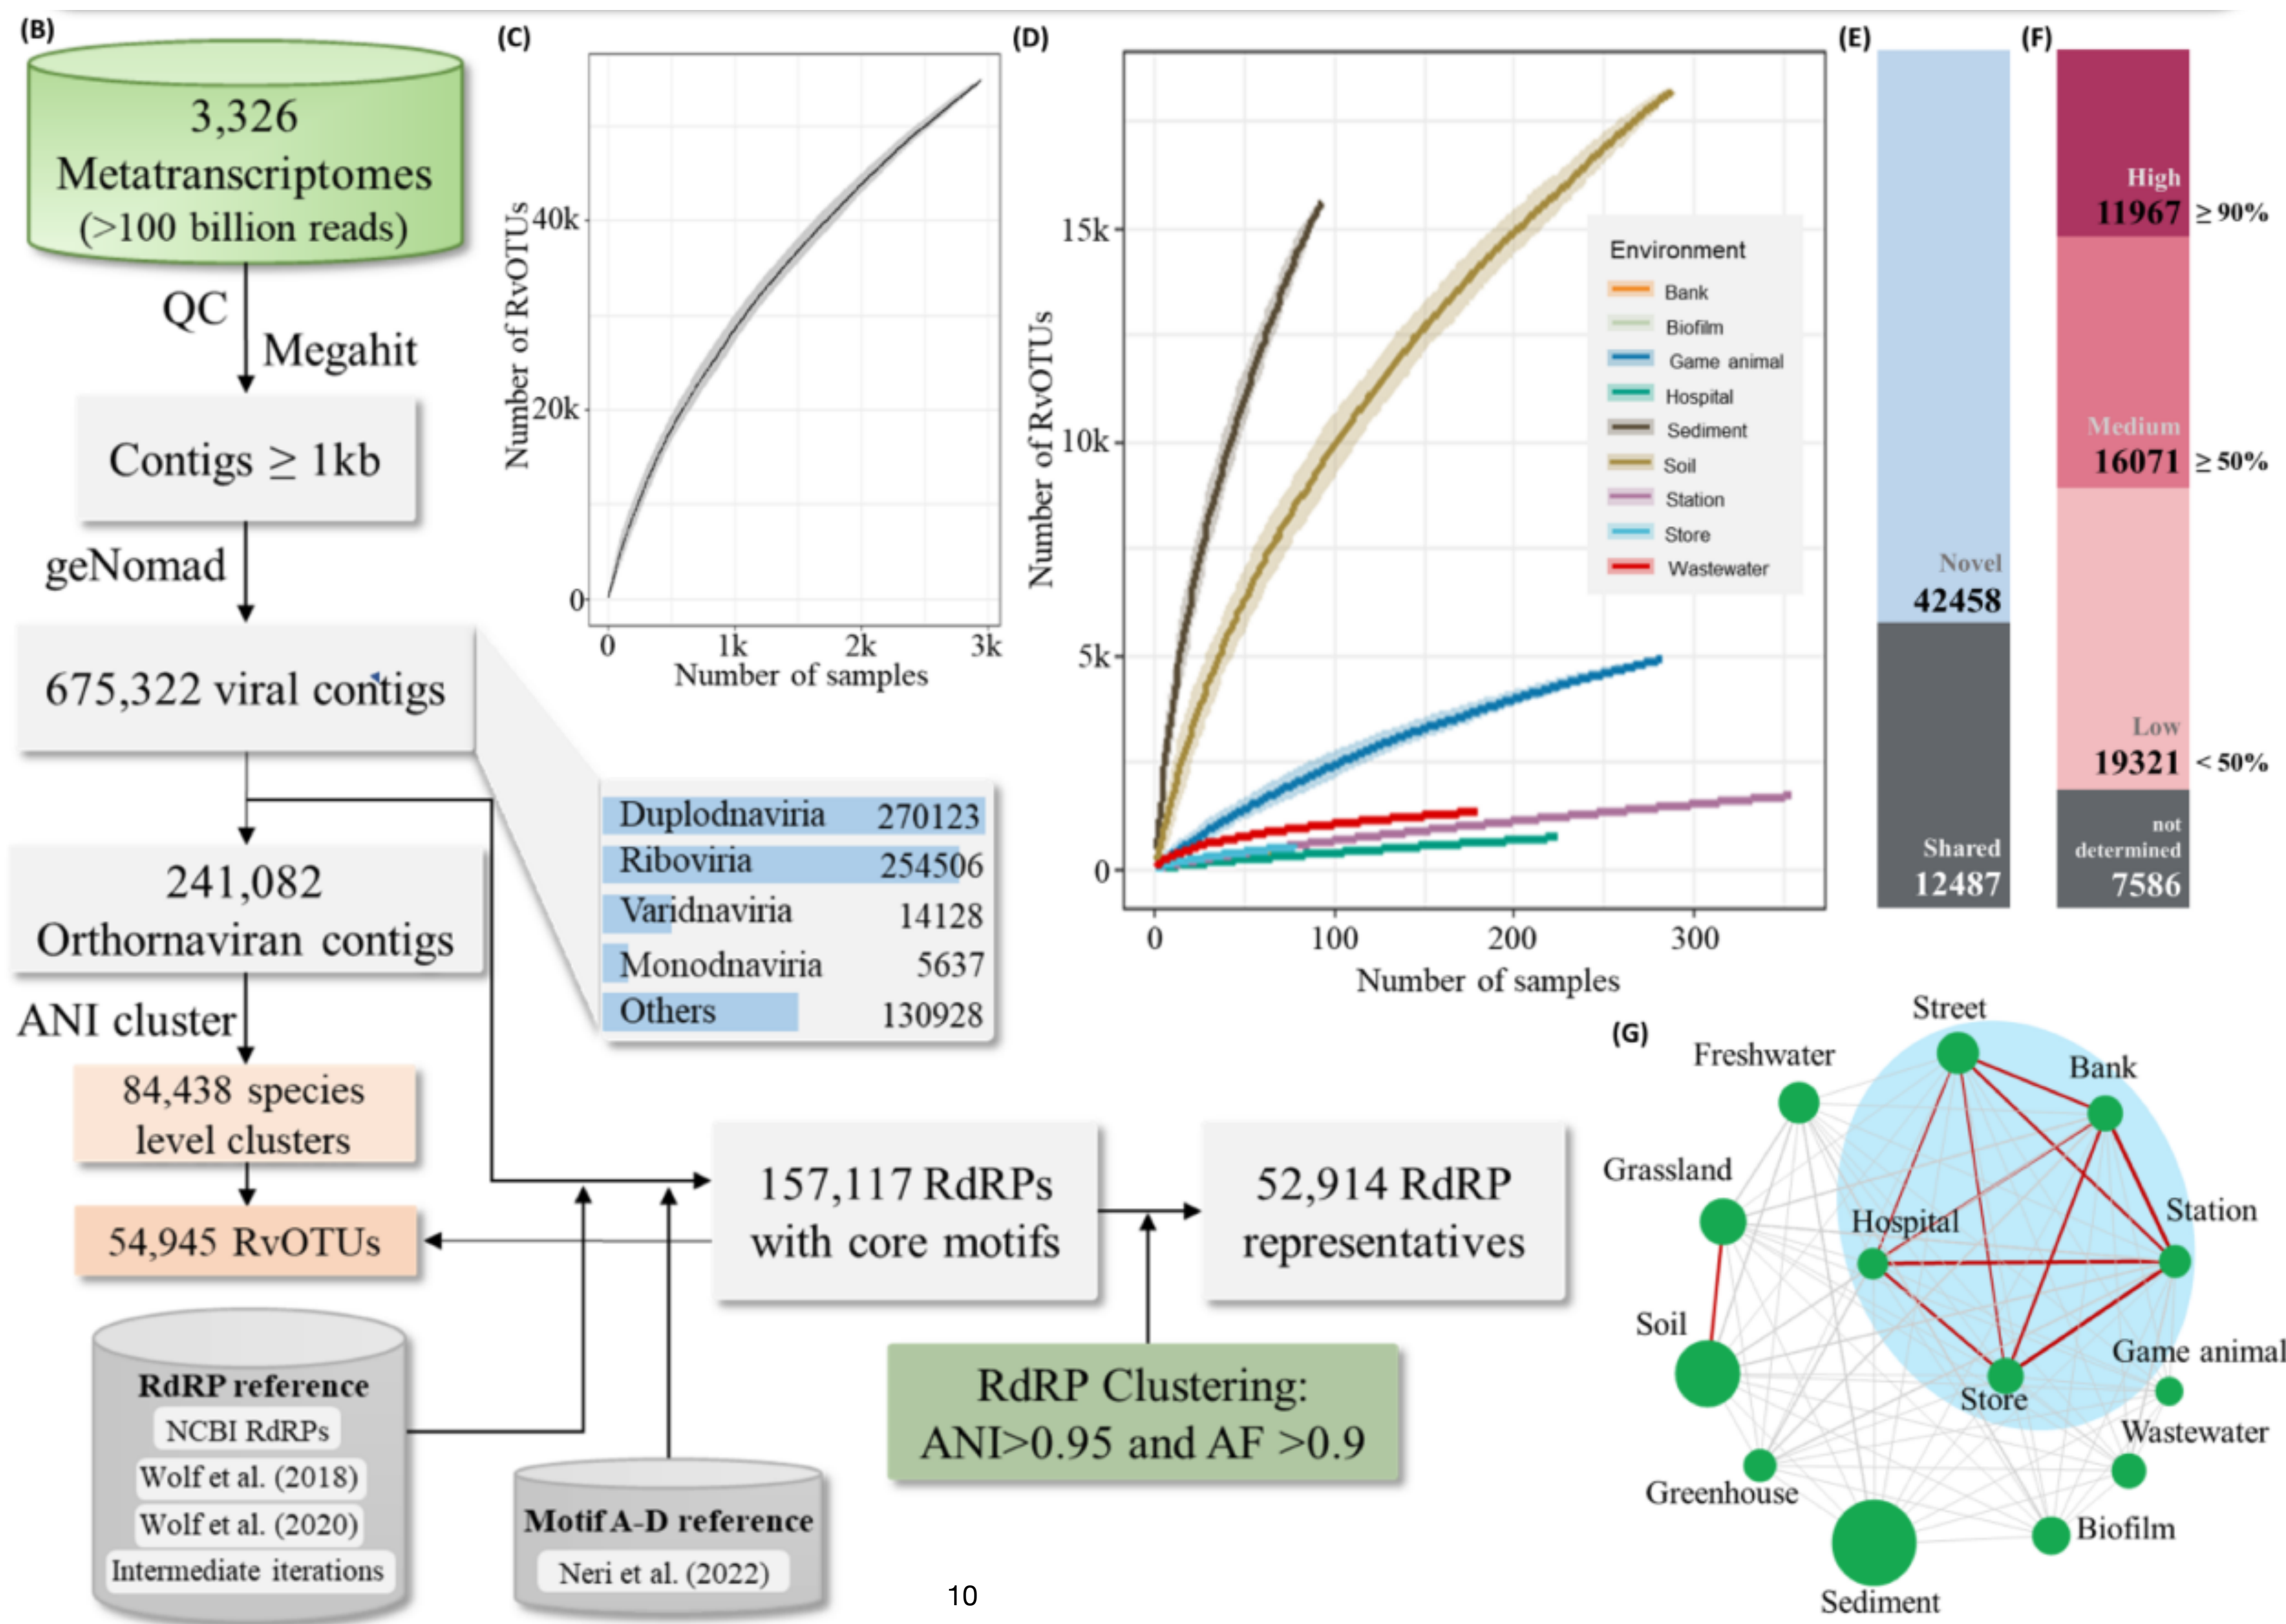 (B)
3,326
Metatranscriptomes
(>100 billion reads)
QC
Megahit
Contigs ≥ 1kb
geNomad
675,322 viral contigs
Duplodnaviria 270123
Riboviria 254506
Varidnaviria 14128
Monodnaviria 5637
Others 130928
241,082
Orthornaviran contigs
ANI cluster
84,438 species
level clusters
54,945 RvOTUs
RdRP reference
NCBI RdRPs
Wolf et al. (2018)
Wolf et al. (2020)
Intermediate iterations
Motif A-D reference
Neri et al. (2022)
157,117 RdRPs
with core motifs
52,914 RdRP
representatives
RdRP Clustering:
ANI>0.95 and AF >0.9
(C)
Number of RvOTUs
40k
20k
0
0 1k 2k 3k
Number of samples
(D)
Number of RvOTUs
15k
10k
5k
0
0 100 200 300
Number of samples
Environment
Bank
Biofilm
Game animal
Hospital
Sediment
Soil
Station
Store
Wastewater
(E)
Novel
42458
Shared
12487
(F)
High
11967 ≥ 90%
Medium
16071 ≥ 50%
Low
19321 < 50%
not
determined
7586
(G)
Street
Freshwater
Bank
Grassland
Hospital
Station
Soil
Game animal
Store
Wastewater
Greenhouse
Biofilm
Sediment
10